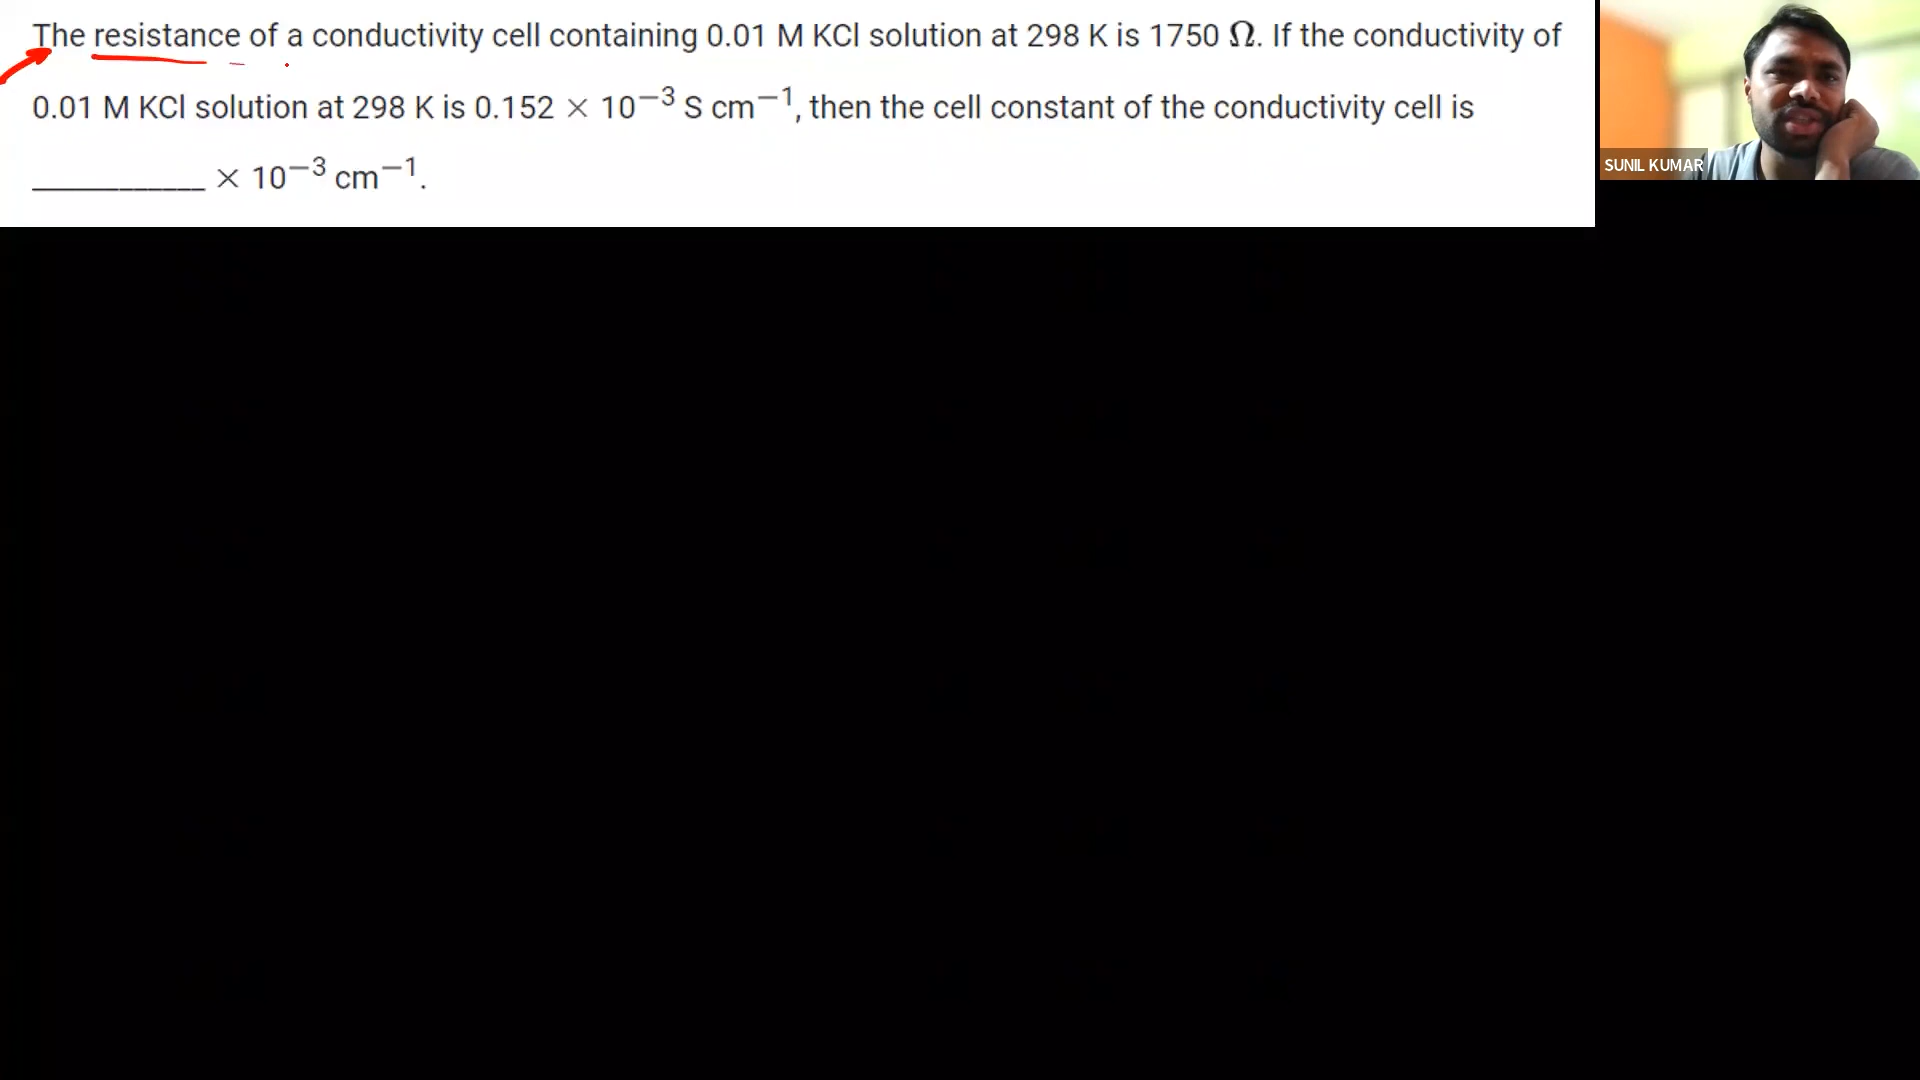 The resistance of a conductivity cell containing 0.01 M KCl solution at 298 K is 1750 Ω. If the conductivity of
0.01 M KCl solution at 298 K is 0.152 × 10⁻³ S cm⁻¹, then the cell constant of the conductivity cell is
____________ × 10⁻³ cm⁻¹.
SUNIL KUMAR